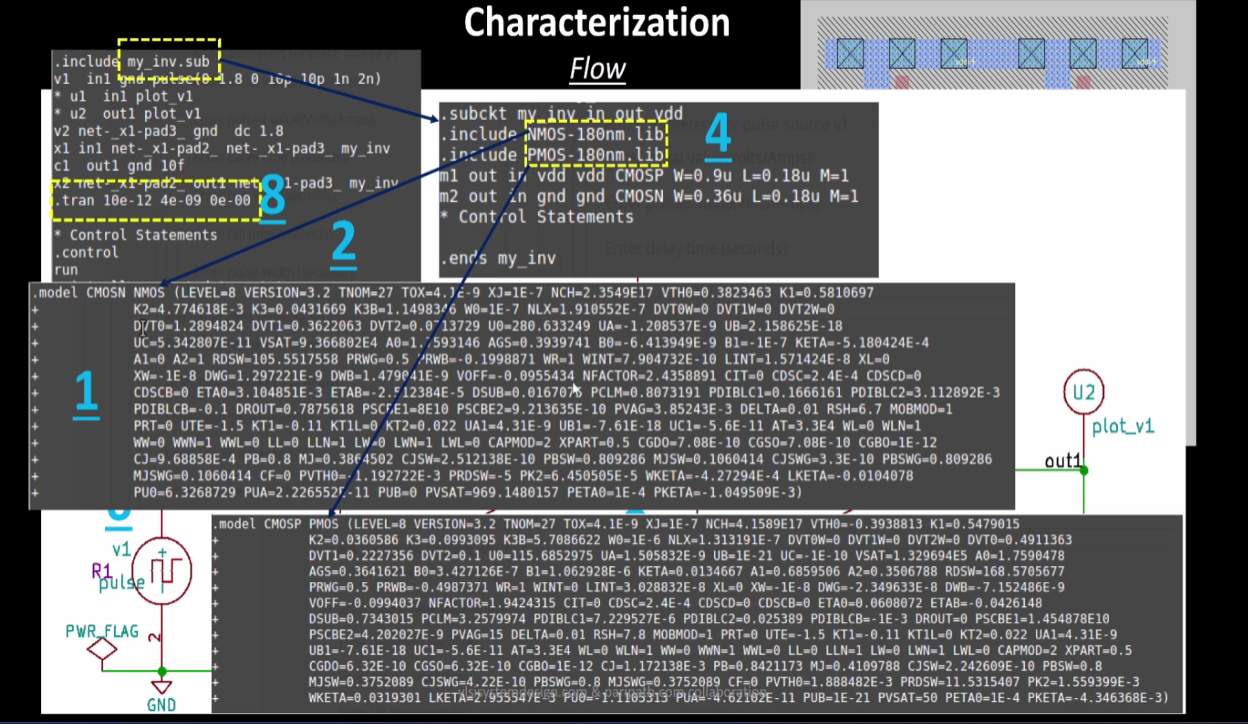 Characterization
Flow
.include my_inv.sub
v1 in1 gnd pulse(0 1.8 0 10p 10p 1n 2n)
* u1 in1 plot_v1
* u2 out1 plot_v1
v2 net-_x1-pad3_ gnd dc 1.8
x1 in1 net-_x1-pad2_ net-_x1-pad3_ my_inv
c1 out1 gnd 10f
x2 net-_x1-pad2_ out1 net-_x1-pad3_ my_inv
.tran 10e-12 4e-09 0e-00
8
* Control Statements
.control
run
2
.subckt my_inv in out vdd
.include NMOS-180nm.lib
.include PMOS-180nm.lib
4
m1 out in vdd vdd CMOSP W=0.9u L=0.18u M=1
m2 out in gnd gnd CMOSN W=0.36u L=0.18u M=1
* Control Statements
.ends my_inv
Enter delay time (seconds):
1
.model CMOSN NMOS (LEVEL=8 VERSION=3.2 TNOM=27 TOX=4.1E-9 XJ=1E-7 NCH=2.3549E17 VTH0=0.3823463 K1=0.5810697
+ K2=4.774618E-3 K3=0.0431669 K3B=1.1498346 W0=1E-7 NLX=1.910552E-7 DVT0W=0 DVT1W=0 DVT2W=0
+ DVT0=1.2894824 DVT1=0.3622063 DVT2=0.0713729 U0=280.633249 UA=-1.208537E-9 UB=2.158625E-18
+ UC=5.342807E-11 VSAT=9.366802E4 A0=1.7593146 AGS=0.3939741 B0=-6.413949E-9 B1=-1E-7 KETA=-5.180424E-4
+ A1=0 A2=1 RDSW=105.5517558 PRWG=0.5 PRWB=-0.1998871 WR=1 WINT=7.904732E-10 LINT=1.571424E-8 XL=0
+ XW=-1E-8 DWG=1.297221E-9 DWB=1.479041E-9 VOFF=-0.0955434 NFACTOR=2.4358891 CIT=0 CDSC=2.4E-4 CDSCD=0
+ CDSCB=0 ETA0=3.104851E-3 ETAB=-2.512384E-5 DSUB=0.0167075 PCLM=0.8073191 PDIBLC1=0.1666161 PDIBLC2=3.112892E-3
+ PDIBLCB=-0.1 DROUT=0.7875618 PSCBE1=8E10 PSCBE2=9.213635E-10 PVAG=3.85243E-3 DELTA=0.01 RSH=6.7 MOBMOD=1
+ PRT=0 UTE=-1.5 KT1=-0.11 KT1L=0 KT2=0.022 UA1=4.31E-9 UB1=-7.61E-18 UC1=-5.6E-11 AT=3.3E4 WL=0 WLN=1
+ WW=0 WWN=1 WWL=0 LL=0 LLN=1 LW=0 LWN=1 LWL=0 CAPMOD=2 XPART=0.5 CGDO=7.08E-10 CGSO=7.08E-10 CGBO=1E-12
+ CJ=9.68858E-4 PB=0.8 MJ=0.3864502 CJSW=2.512138E-10 PBSW=0.809286 MJSW=0.1060414 CJSWG=3.3E-10 PBSWG=0.809286
+ MJSWG=0.1060414 CF=0 PVTH0=-1.192722E-3 PRDSW=-5 PK2=6.450505E-5 WKETA=-4.27294E-4 LKETA=-0.0104078
+ PU0=6.3268729 PUA=2.226552E-11 PUB=0 PVSAT=969.1480157 PETA0=1E-4 PKETA=-1.049509E-3)
U2
plot_v1
out1
.model CMOSP PMOS (LEVEL=8 VERSION=3.2 TNOM=27 TOX=4.1E-9 XJ=1E-7 NCH=4.1589E17 VTH0=-0.3938813 K1=0.5479015
+ K2=0.0360586 K3=0.0993095 K3B=5.7086622 W0=1E-6 NLX=1.313191E-7 DVT0W=0 DVT1W=0 DVT2W=0 DVT0=0.4911363
+ DVT1=0.2227356 DVT2=0.1 U0=115.6852975 UA=1.505832E-9 UB=1E-21 UC=-1E-10 VSAT=1.329694E5 A0=1.7590478
+ AGS=0.3641621 B0=3.427126E-7 B1=1.062928E-6 KETA=0.0134667 A1=0.6859506 A2=0.3506788 RDSW=168.5705677
+ PRWG=0.5 PRWB=-0.4987371 WR=1 WINT=0 LINT=3.028832E-8 XL=0 XW=-1E-8 DWG=-2.349633E-8 DWB=-7.152486E-9
+ VOFF=-0.0994037 NFACTOR=1.9424315 CIT=0 CDSC=2.4E-4 CDSCD=0 CDSCB=0 ETA0=0.0608072 ETAB=-0.0426148
+ DSUB=0.7343015 PCLM=3.2579974 PDIBLC1=7.229527E-6 PDIBLC2=0.025389 PDIBLCB=-1E-3 DROUT=0 PSCBE1=1.454878E10
+ PSCBE2=4.202027E-9 PVAG=15 DELTA=0.01 RSH=7.8 MOBMOD=1 PRT=0 UTE=-1.5 KT1=-0.11 KT1L=0 KT2=0.022 UA1=4.31E-9
+ UB1=-7.61E-18 UC1=-5.6E-11 AT=3.3E4 WL=0 WLN=1 WW=0 WWN=1 WWL=0 LL=0 LLN=1 LW=0 LWN=1 LWL=0 CAPMOD=2 XPART=0.5
+ CGDO=6.32E-10 CGSO=6.32E-10 CGBO=1E-12 CJ=1.172138E-3 PB=0.8421173 MJ=0.4109788 CJSW=2.242609E-10 PBSW=0.8
+ MJSW=0.3752089 CJSWG=4.22E-10 PBSWG=0.8 MJSWG=0.3752089 CF=0 PVTH0=1.888482E-3 PRDSW=11.5315407 PK2=1.559399E-3
+ WKETA=0.0319301 LKETA=2.955547E-3 PU0=-1.1105313 PUA=-4.62102E-11 PUB=1E-21 PVSAT=50 PETA0=1E-4 PKETA=-4.346368E-3)
vlsisystemdesign.com & paripath.com collaboration
v1
R1
pulse
PWR_FLAG
2
GND